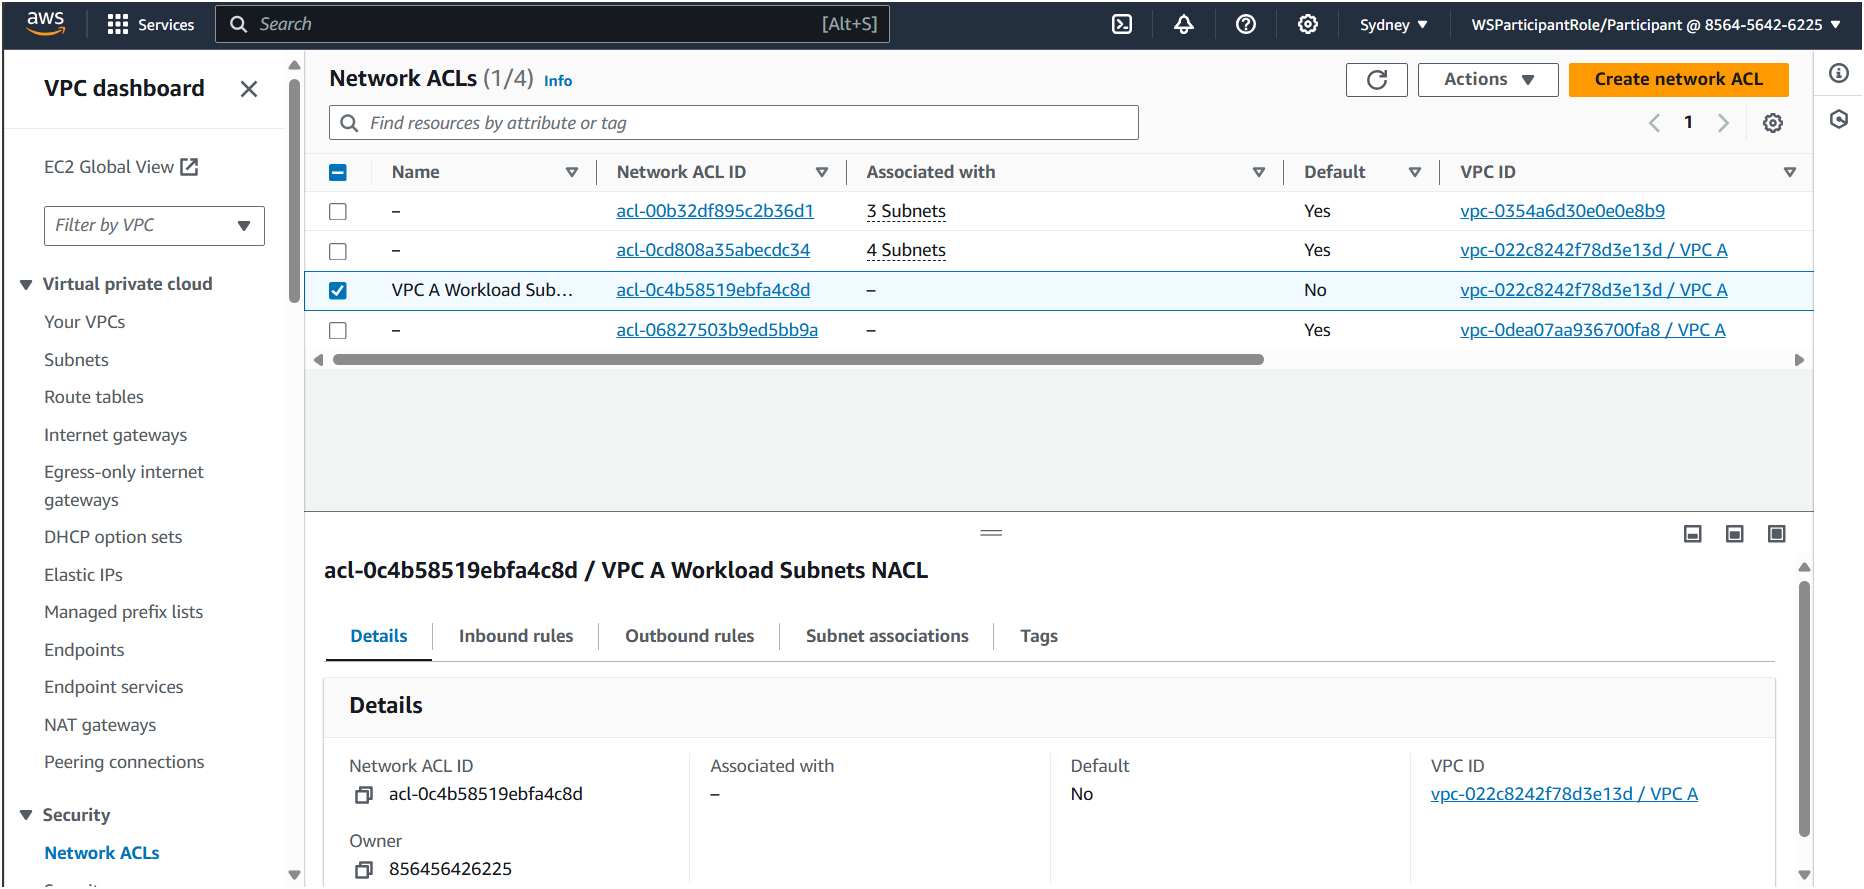 aws Services Search [Alt+S] Sydney WSParticipantRole/Participant @ 8564-5642-6225
VPC dashboard
EC2 Global View
Filter by VPC
Virtual private cloud
Your VPCs
Subnets
Route tables
Internet gateways
Egress-only internet
gateways
DHCP option sets
Elastic IPs
Managed prefix lists
Endpoints
Endpoint services
NAT gateways
Peering connections
Security
Network ACLs
Network ACLs (1/4) Info Actions Create network ACL
Find resources by attribute or tag 1
Name Network ACL ID Associated with Default VPC ID
– acl-00b32df895c2b36d1 3 Subnets Yes vpc-0354a6d30e0e0e8b9
– acl-0cd808a35abecdc34 4 Subnets Yes vpc-022c8242f78d3e13d / VPC A
VPC A Workload Sub... acl-0c4b58519ebfa4c8d – No vpc-022c8242f78d3e13d / VPC A
– acl-06827503b9ed5bb9a – Yes vpc-0dea07aa936700fa8 / VPC A
acl-0c4b58519ebfa4c8d / VPC A Workload Subnets NACL
Details Inbound rules Outbound rules Subnet associations Tags
Details
Network ACL ID Associated with Default VPC ID
acl-0c4b58519ebfa4c8d – No vpc-022c8242f78d3e13d / VPC A
Owner
856456426225